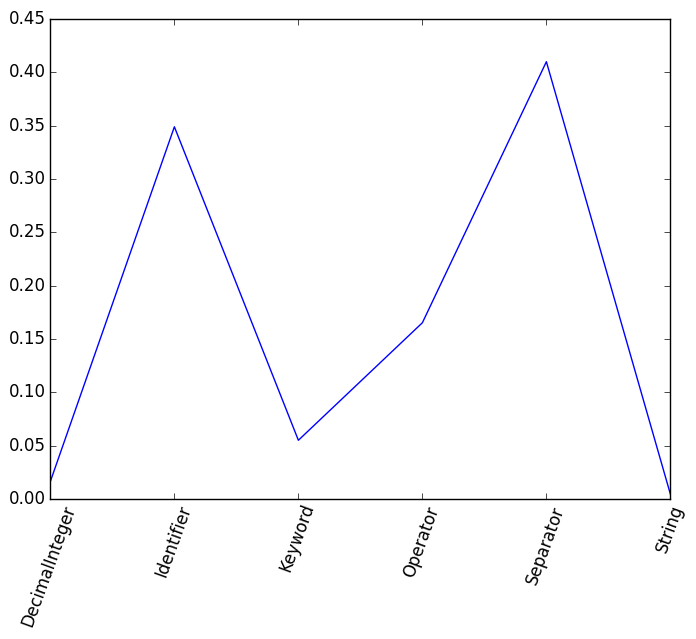 0.45
0.40
0.35
0.30
0.25
0.20
0.15
0.10
0.05
0.00
DecimalInteger
Identifier
Keyword
Operator
Separator
String